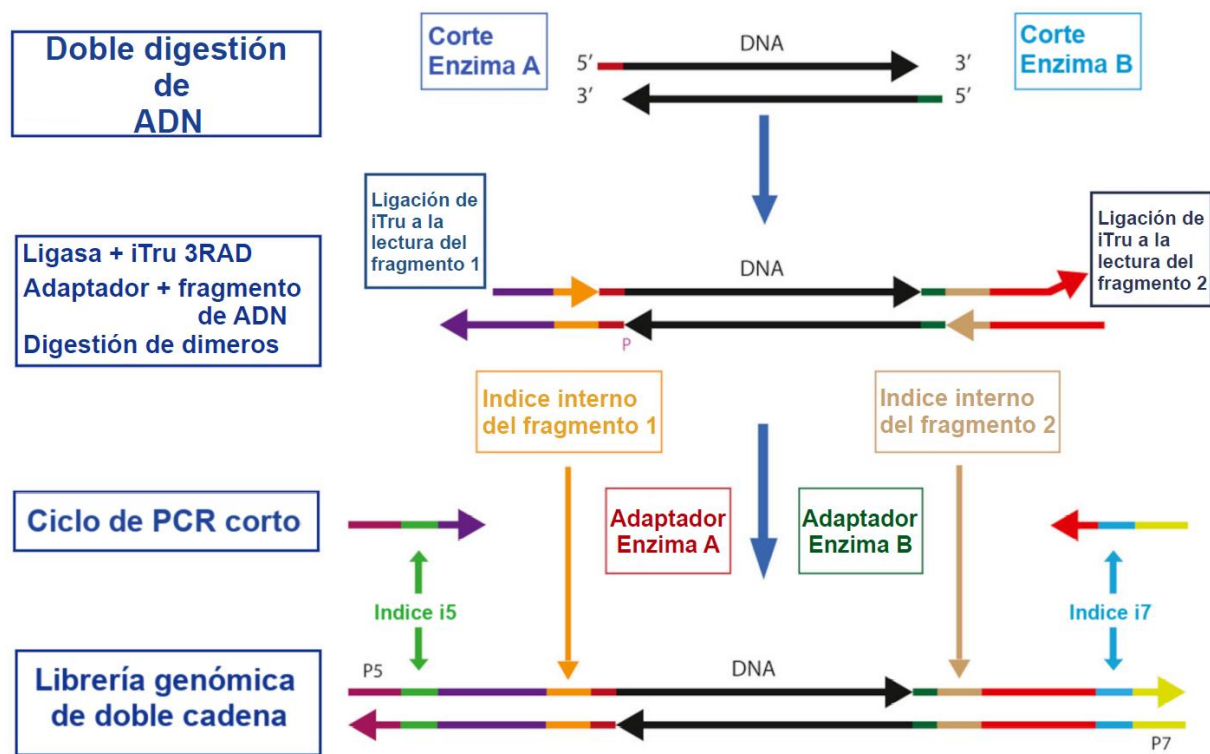 Doble digestión
de
ADN
Corte
Enzima A
DNA
Corte
Enzima B
5’
3’
3’
5’
Ligación de
iTru a la
lectura del
fragmento 1
Ligación de
iTru a la
lectura del
fragmento 2
Ligasa + iTru 3RAD
Adaptador + fragmento
de ADN
Digestión de dimeros
DNA
P
Indice interno
del fragmento 1
Indice interno
del fragmento 2
Ciclo de PCR corto
Adaptador
Enzima A
Adaptador
Enzima B
Indice i5
Indice i7
Librería genómica
de doble cadena
P5
DNA
P7